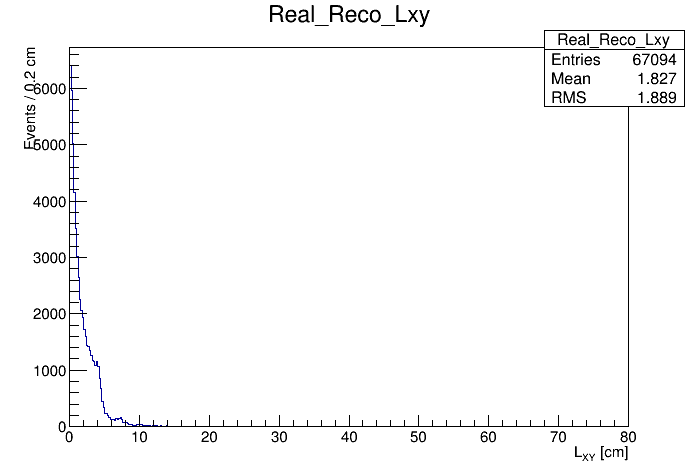 Real_Reco_Lxy
Real_Reco_Lxy
Entries 67094
Mean 1.827
RMS 1.889
Events / 0.2 cm
6000
5000
4000
3000
2000
1000
0
0 10 20 30 40 50 60 70 80
L_XY [cm]